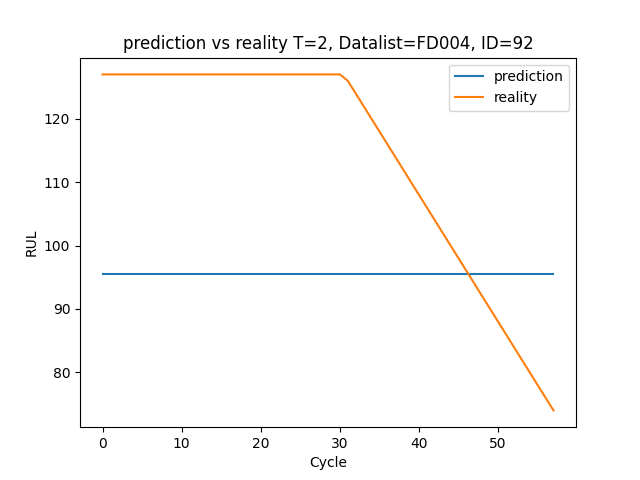 prediction vs reality T=2, Datalist=FD004, ID=92
prediction
reality
RUL
120
110
100
90
80
0 10 20 30 40 50
Cycle